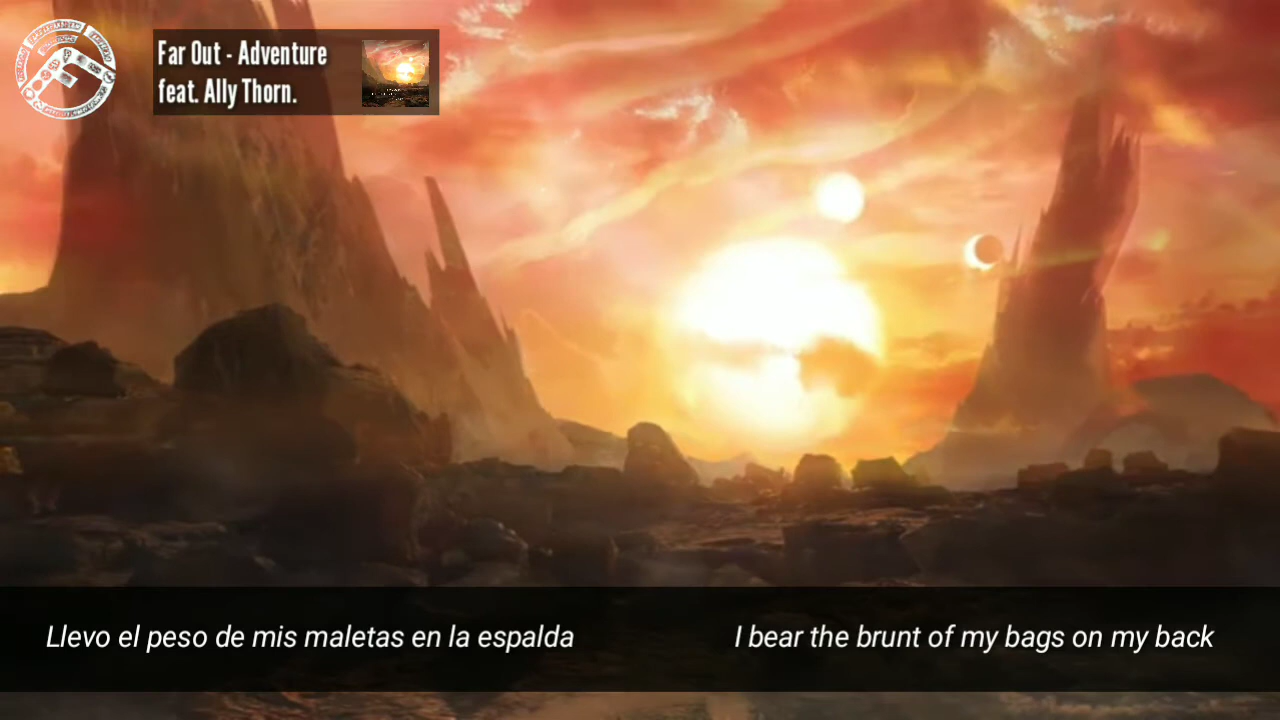 Far Out - Adventure
feat. Ally Thorn.
Llevo el peso de mis maletas en la espalda
I bear the brunt of my bags on my back